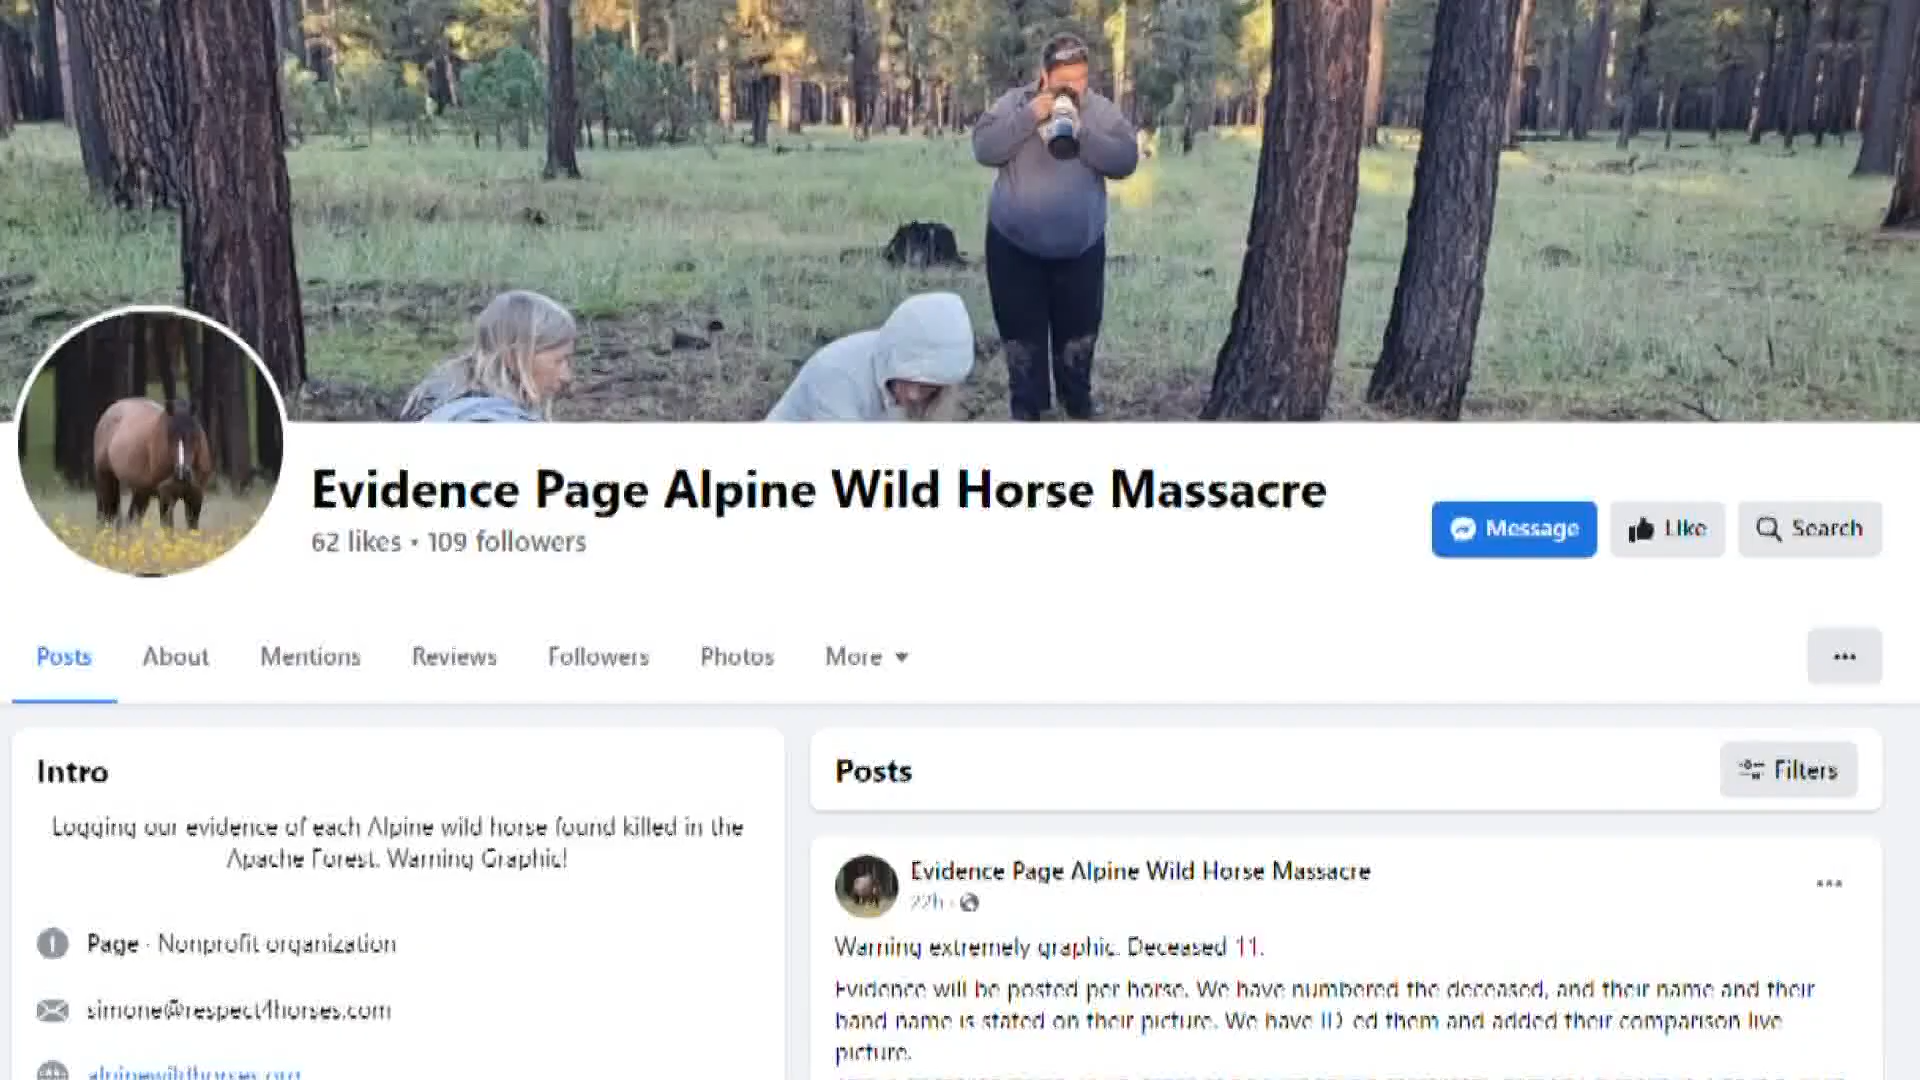 Evidence Page Alpine Wild Horse Massacre
62 likes • 109 followers
Message
Like
Search
Posts
About
Mentions
Reviews
Followers
Photos
More
Intro
Logging our evidence of each Alpine wild horse found killed in the
Apache Forest. Warning Graphic!
Page · Nonprofit organization
simone@respect4horses.com
alpinewildhorses.org
Posts
Filters
Evidence Page Alpine Wild Horse Massacre
22h ·
Warning extremely graphic. Deceased 11.
Evidence will be posted per horse. We have numbered the deceased, and their name and their
band name is stated on their picture. We have ID ed them and added their comparison live
picture.